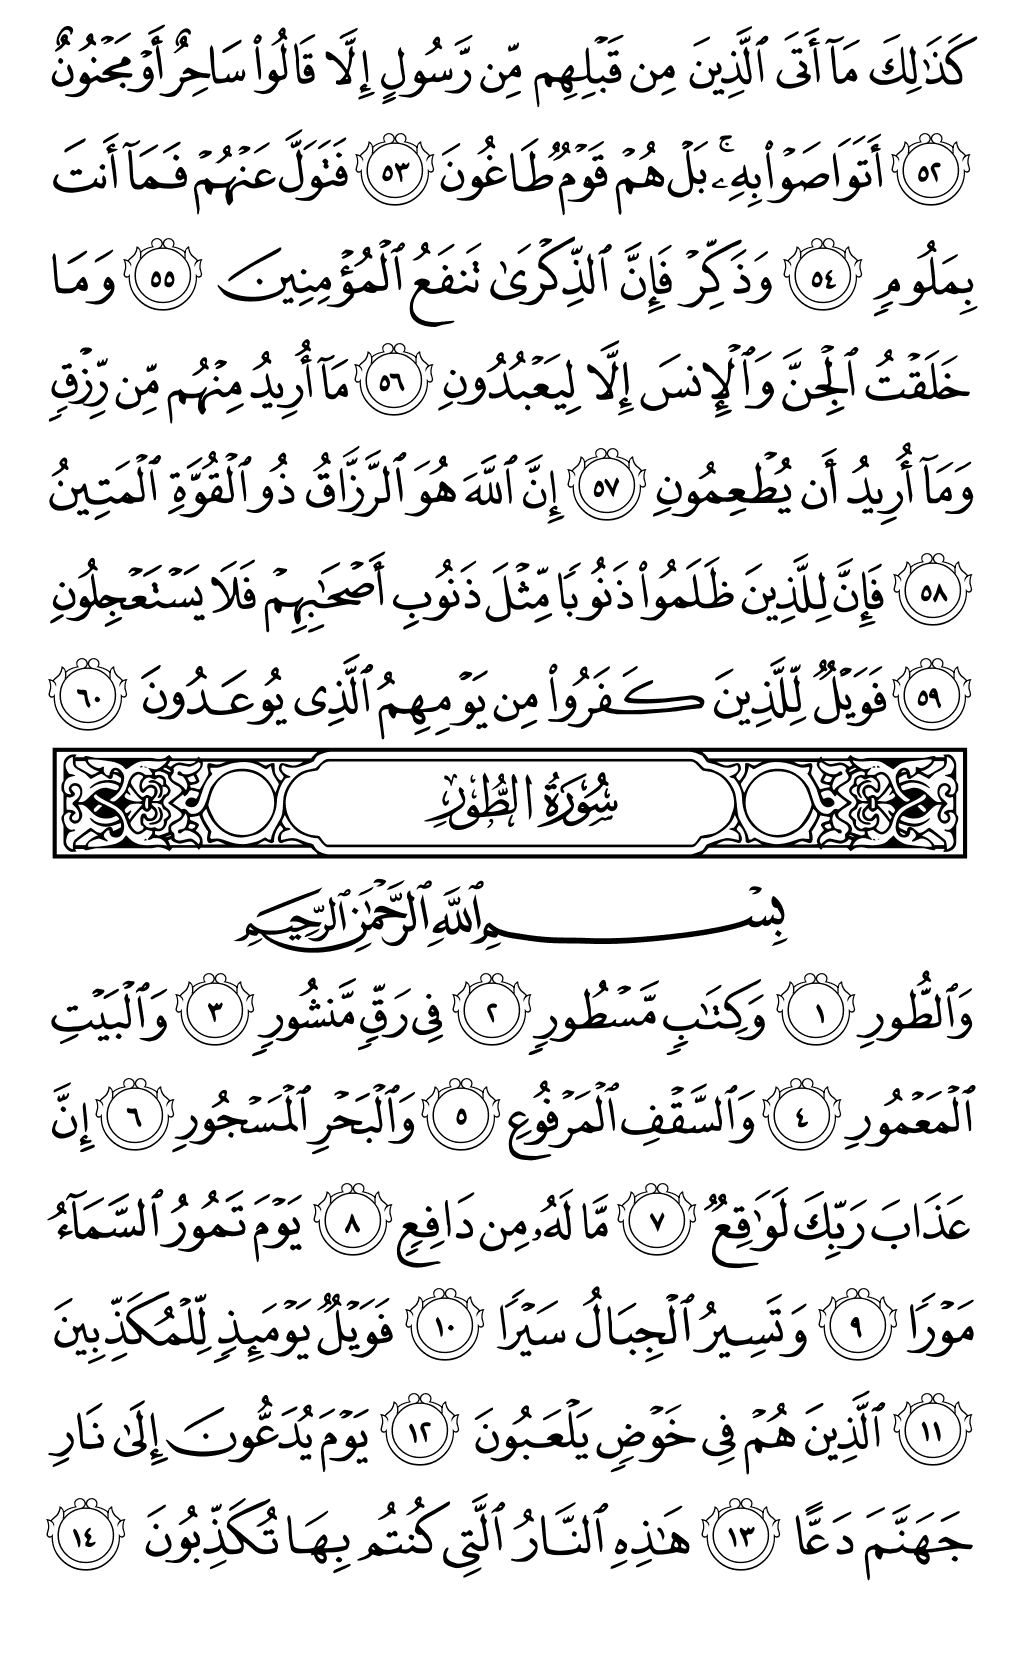 كَذَٰلِكَ مَآ أَتَى ٱلَّذِينَ مِن قَبْلِهِم مِّن رَّسُولٍ إِلَّا قَالُوا۟ سَاحِرٌ أَوْ مَجْنُونٌ
٥٢ أَتَوَاصَوْا۟ بِهِۦ ۚ بَلْ هُمْ قَوْمٌ طَاغُونَ ٥٣ فَتَوَلَّ عَنْهُمْ فَمَآ أَنتَ
بِمَلُومٍ ٥٤ وَذَكِّرْ فَإِنَّ ٱلذِّكْرَىٰ تَنفَعُ ٱلْمُؤْمِنِينَ ٥٥ وَمَا
خَلَقْتُ ٱلْجِنَّ وَٱلْإِنسَ إِلَّا لِيَعْبُدُونِ ٥٦ مَآ أُرِيدُ مِنْهُم مِّن رِّزْقٍ
وَمَآ أُرِيدُ أَن يُطْعِمُونِ ٥٧ إِنَّ ٱللَّهَ هُوَ ٱلرَّزَّاقُ ذُو ٱلْقُوَّةِ ٱلْمَتِينُ
٥٨ فَإِنَّ لِلَّذِينَ ظَلَمُوا۟ ذَنُوبًا مِّثْلَ ذَنُوبِ أَصْحَٰبِهِمْ فَلَا يَسْتَعْجِلُونِ
٥٩ فَوَيْلٌ لِّلَّذِينَ كَفَرُوا۟ مِن يَوْمِهِمُ ٱلَّذِى يُوعَدُونَ ٦٠
سُورَةُ الطُّورِ
بِسْمِ ٱللَّهِ ٱلرَّحْمَٰنِ ٱلرَّحِيمِ
وَٱلطُّورِ ١ وَكِتَٰبٍ مَّسْطُورٍ ٢ فِى رَقٍّ مَّنشُورٍ ٣ وَٱلْبَيْتِ
ٱلْمَعْمُورِ ٤ وَٱلسَّقْفِ ٱلْمَرْفُوعِ ٥ وَٱلْبَحْرِ ٱلْمَسْجُورِ ٦ إِنَّ
عَذَابَ رَبِّكَ لَوَٰقِعٌ ٧ مَّا لَهُۥ مِن دَافِعٍ ٨ يَوْمَ تَمُورُ ٱلسَّمَآءُ
مَوْرًا ٩ وَتَسِيرُ ٱلْجِبَالُ سَيْرًا ١٠ فَوَيْلٌ يَوْمَئِذٍ لِّلْمُكَذِّبِينَ
١١ ٱلَّذِينَ هُمْ فِى خَوْضٍ يَلْعَبُونَ ١٢ يَوْمَ يُدَعُّونَ إِلَىٰ نَارِ
جَهَنَّمَ دَعًّا ١٣ هَٰذِهِ ٱلنَّارُ ٱلَّتِى كُنتُم بِهَا تُكَذِّبُونَ ١٤